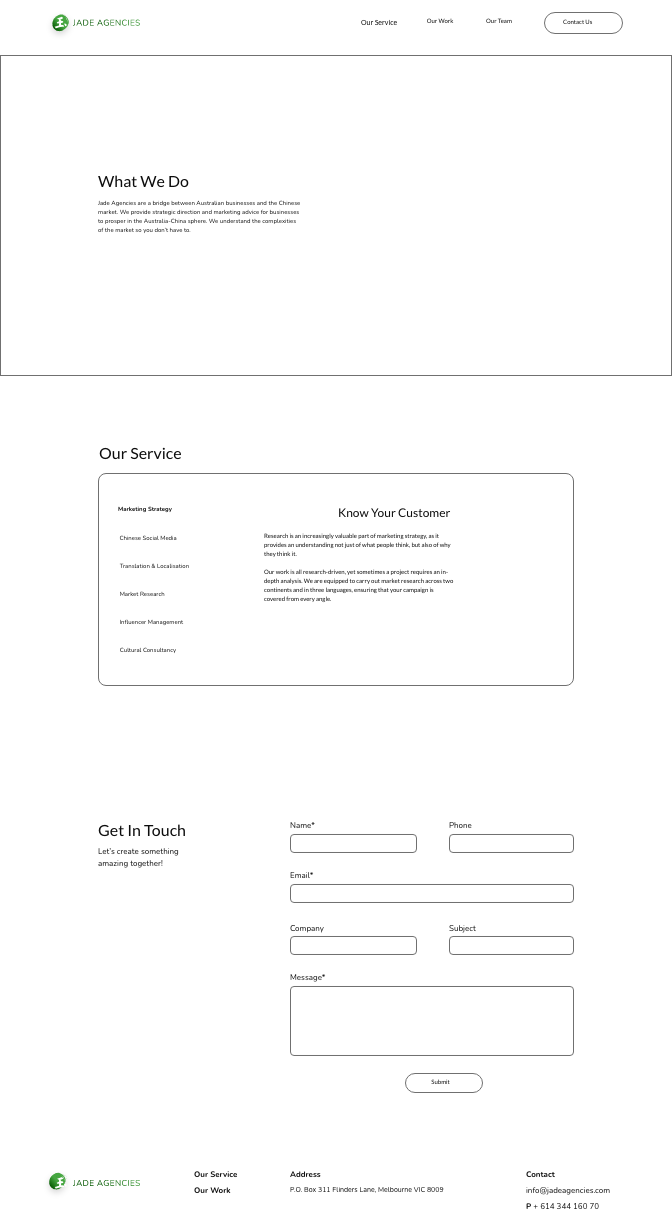 JADE AGENCIES
Our Service
Our Work
Our Team
Contact Us
What We Do
Jade Agencies are a bridge between Australian businesses and the Chinese
market. We provide strategic direction and marketing advice for businesses
to prosper in the Australia-China sphere. We understand the complexities
of the market so you don't have to.
Our Service
Marketing Strategy
Chinese Social Media
Translation & Localisation
Market Research
Influencer Management
Cultural Consultancy
Know Your Customer
Research is an increasingly valuable part of marketing strategy, as it
provides an understanding not just of what people think, but also of why
they think it.
Our work is all research-driven, yet sometimes a project requires an in-
depth analysis. We are equipped to carry out market research across two
continents and in three languages, ensuring that your campaign is
covered from every angle.
Get In Touch
Let's create something
amazing together!
Name*
Phone
Email*
Company
Subject
Message*
Submit
JADE AGENCIES
Our Service
Our Work
Address
P.O. Box 311 Flinders Lane, Melbourne VIC 8009
Contact
info@jadeagencies.com
P + 614 344 160 70